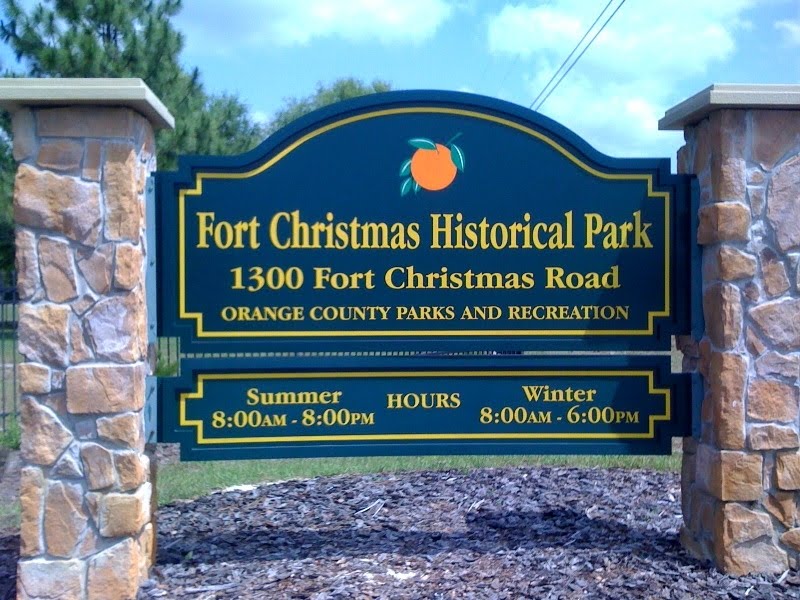 Fort Christmas Historical Park
1300 Fort Christmas Road
ORANGE COUNTY PARKS AND RECREATION
Summer HOURS Winter
8:00AM - 8:00PM 8:00AM - 6:00PM